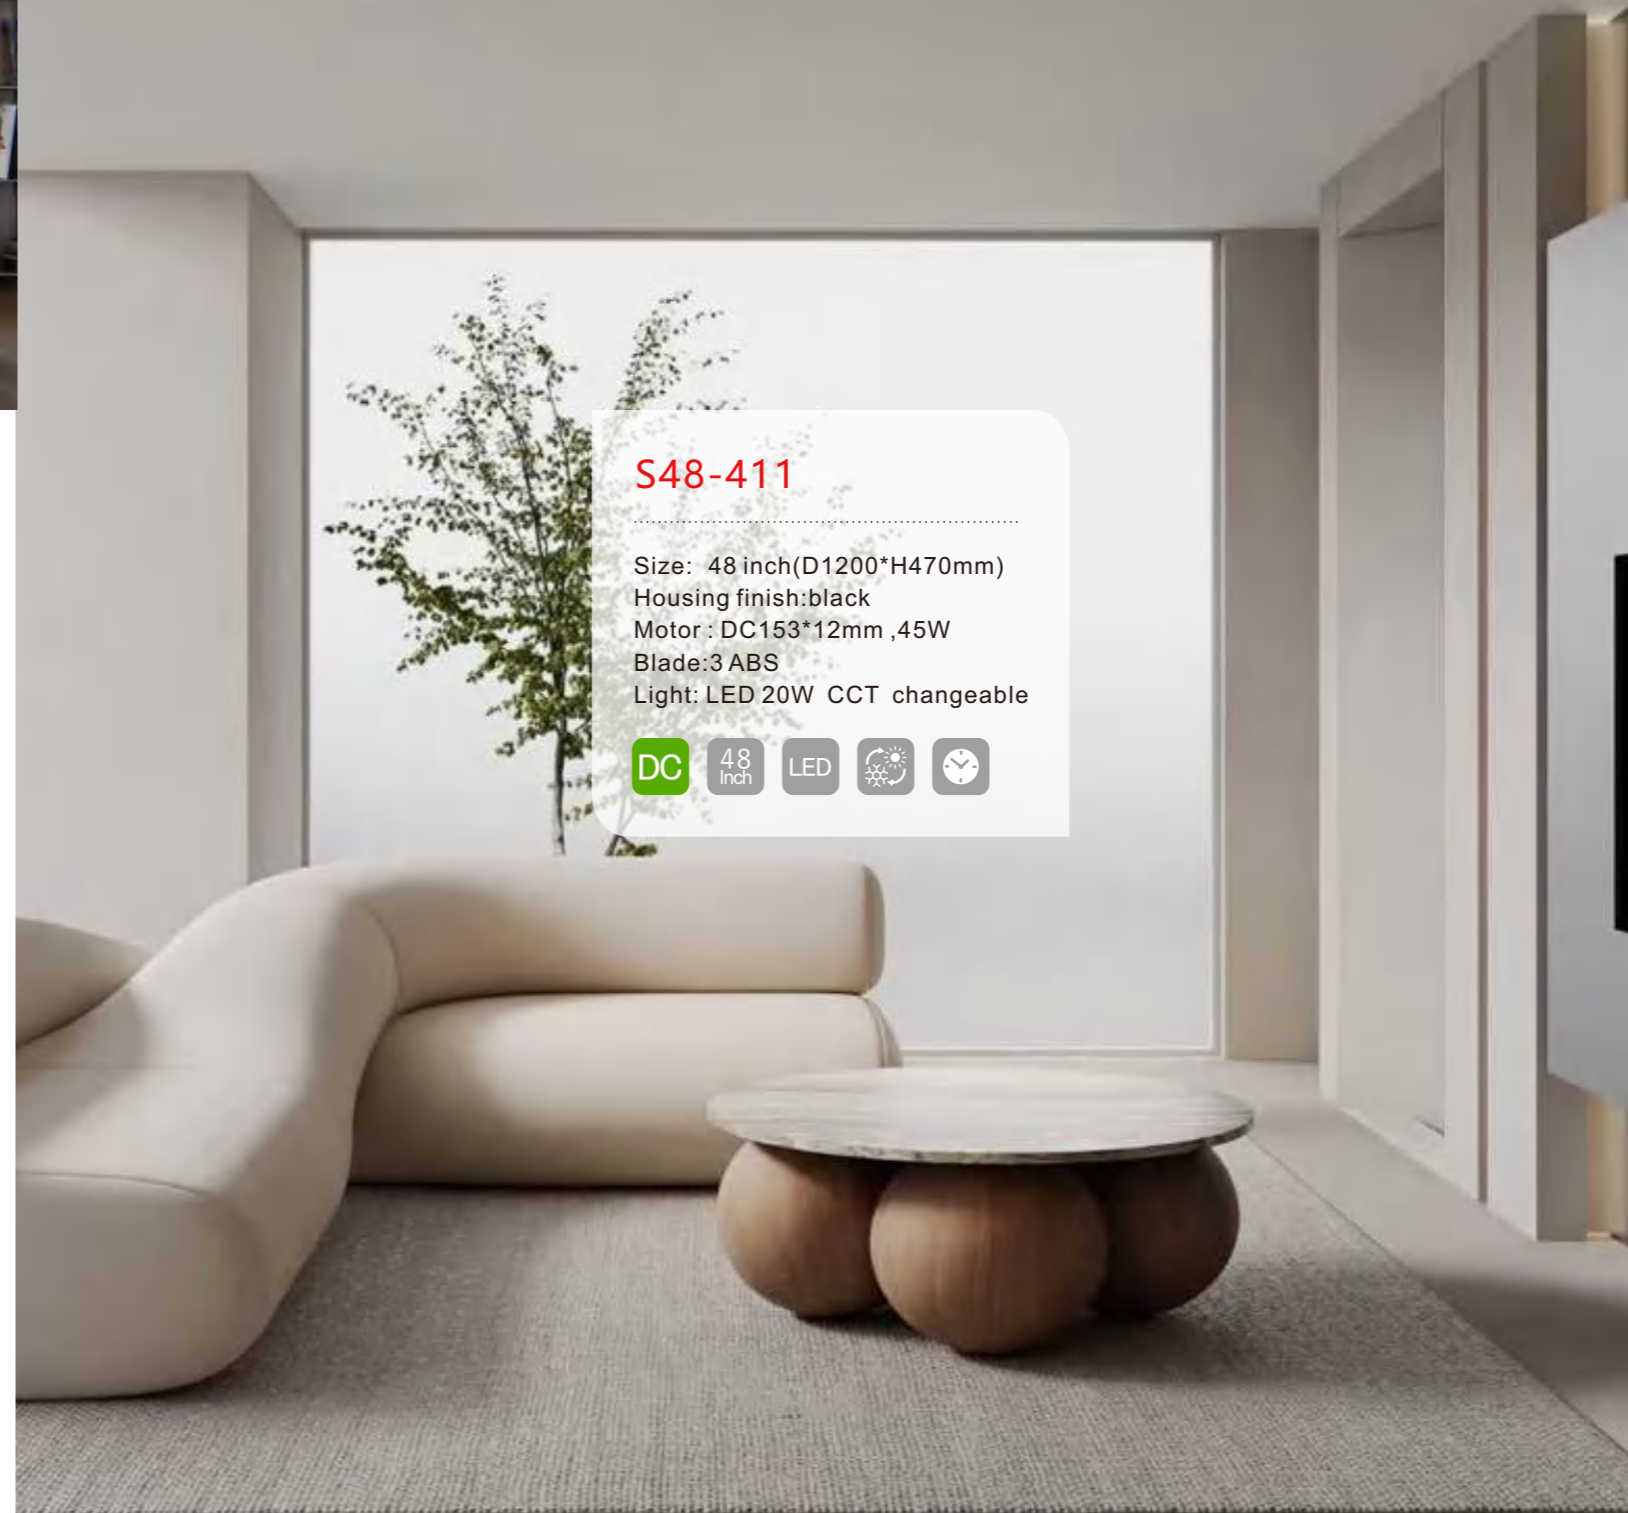 S48-411
Size: 48 inch(D1200*H470mm)
Housing finish:black
Motor : DC153*12mm ,45W
Blade:3 ABS
Light: LED 20W CCT changeable
DC
48
Inch
LED